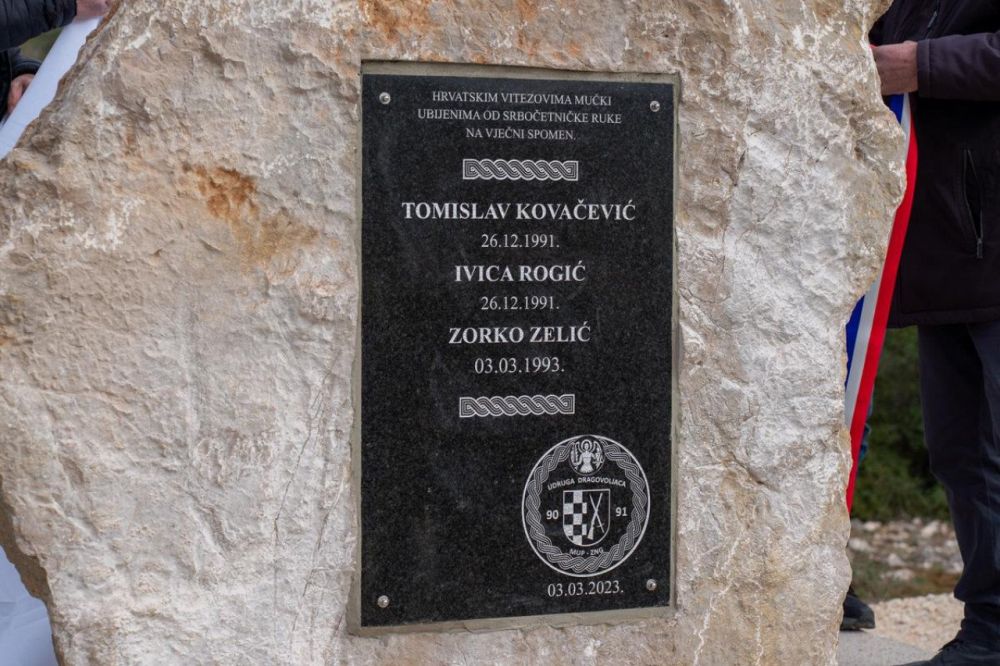 HRVATSKIM VITEZOVIMA MUČKI
UBIJENIMA OD SRBOČETNIČKE RUKE
NA VJEČNI SPOMEN.
TOMISLAV KOVAČEVIĆ
26.12.1991.
IVICA ROGIĆ
26.12.1991.
ZORKO ZELIĆ
03.03.1993.
UDRUGA DRAGOVOLJACA
90 91
MUP - ZNG
03.03.2023.